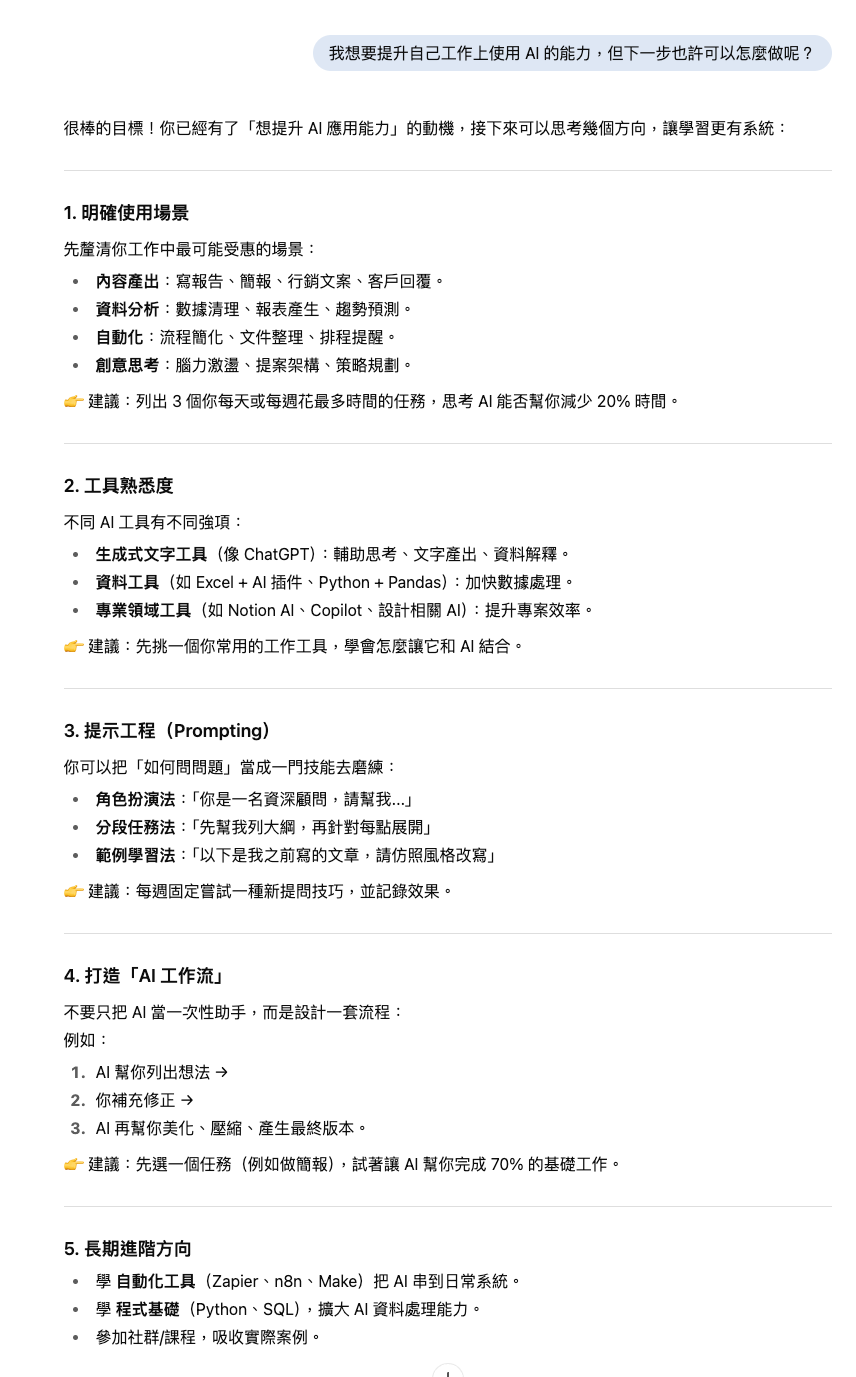 我想要提升自己工作上使用 AI 的能力，但下一步也許可以怎麼做呢？
很棒的目標！你已經有了「想提升 AI 應用能力」的動機，接下來可以思考幾個方向，讓學習更有系統：
1. 明確使用場景
先釐清你工作中最可能受惠的場景：
• 內容產出：寫報告、簡報、行銷文案、客戶回覆。
• 資料分析：數據清理、報表產生、趨勢預測。
• 自動化：流程簡化、文件整理、排程提醒。
• 創意思考：腦力激盪、提案架構、策略規劃。
👉 建議：列出 3 個你每天或每週花最多時間的任務，思考 AI 能否幫你減少 20% 時間。
2. 工具熟悉度
不同 AI 工具有不同強項：
• 生成式文字工具（像 ChatGPT）：輔助思考、文字產出、資料解釋。
• 資料工具（如 Excel + AI 插件、Python + Pandas）：加快數據處理。
• 專業領域工具（如 Notion AI、Copilot、設計相關 AI）：提升專案效率。
👉 建議：先挑一個你常用的工作工具，學會怎麼讓它和 AI 結合。
3. 提示工程（Prompting）
你可以把「如何問問題」當成一門技能去磨練：
• 角色扮演法：「你是一名資深顧問，請幫我…」
• 分段任務法：「先幫我列大綱，再針對每點展開」
• 範例學習法：「以下是我之前寫的文章，請仿照風格改寫」
👉 建議：每週固定嘗試一種新提問技巧，並記錄效果。
4. 打造「AI 工作流」
不要只把 AI 當一次性助手，而是設計一套流程：
例如：
1. AI 幫你列出想法 →
2. 你補充修正 →
3. AI 再幫你美化、壓縮、產生最終版本。
👉 建議：先選一個任務（例如做簡報），試著讓 AI 幫你完成 70% 的基礎工作。
5. 長期進階方向
• 學 自動化工具（Zapier、n8n、Make）把 AI 串到日常系統。
• 學 程式基礎（Python、SQL），擴大 AI 資料處理能力。
• 參加社群/課程，吸收實際案例。